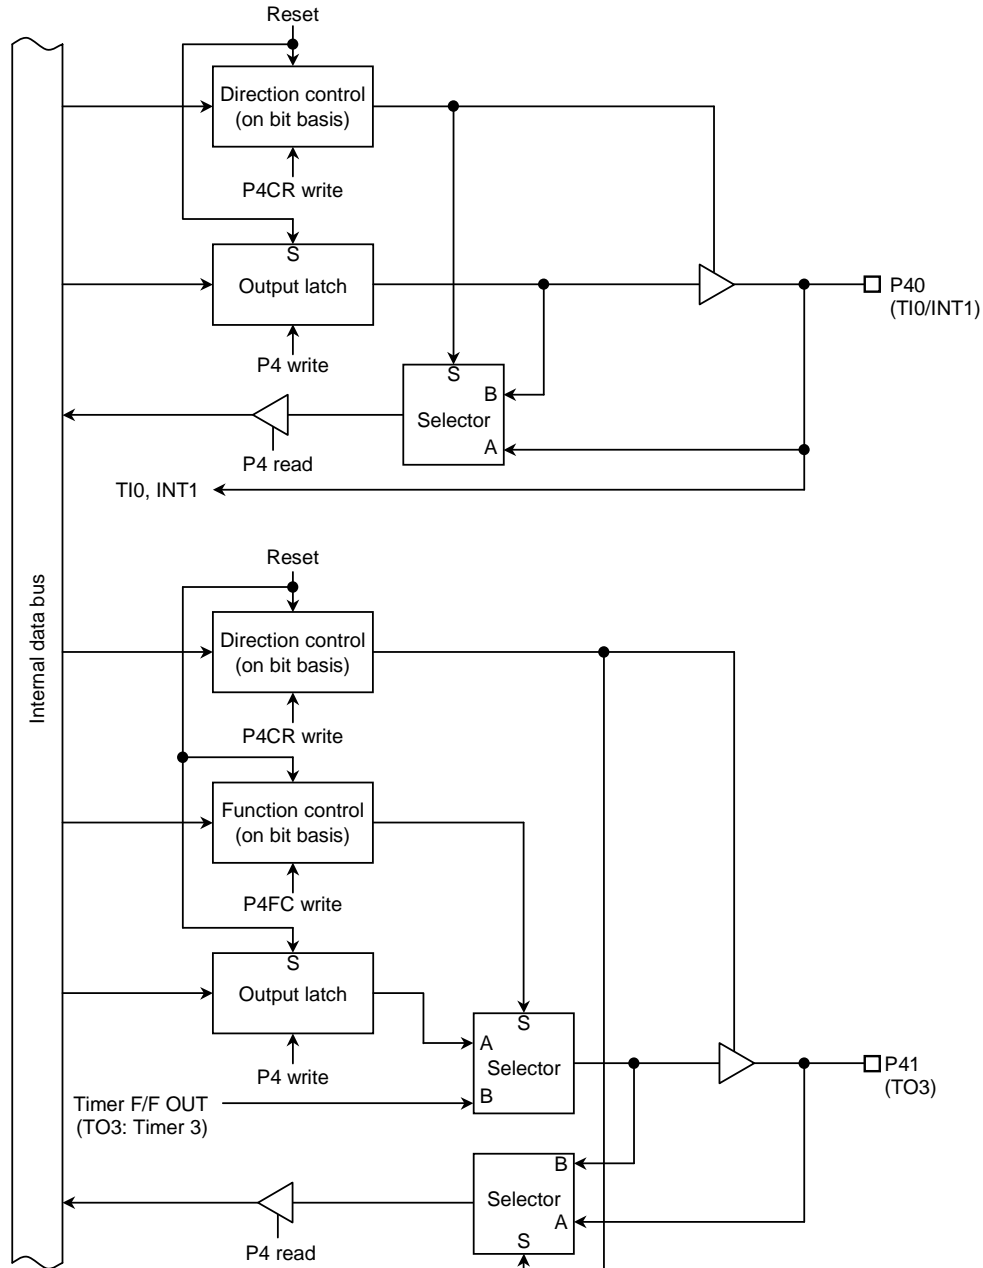 Reset
Direction control
(on bit basis)
P4CR write
S
Output latch
P40
(TI0/INT1)
P4 write
S
B
Selector
A
P4 read
TI0, INT1
Internal data bus
Reset
Direction control
(on bit basis)
P4CR write
Function control
(on bit basis)
P4FC write
S
Output latch
S
A
Selector
B
P41
(TO3)
P4 write
Timer F/F OUT
(TO3: Timer 3)
B
Selector
A
S
P4 read